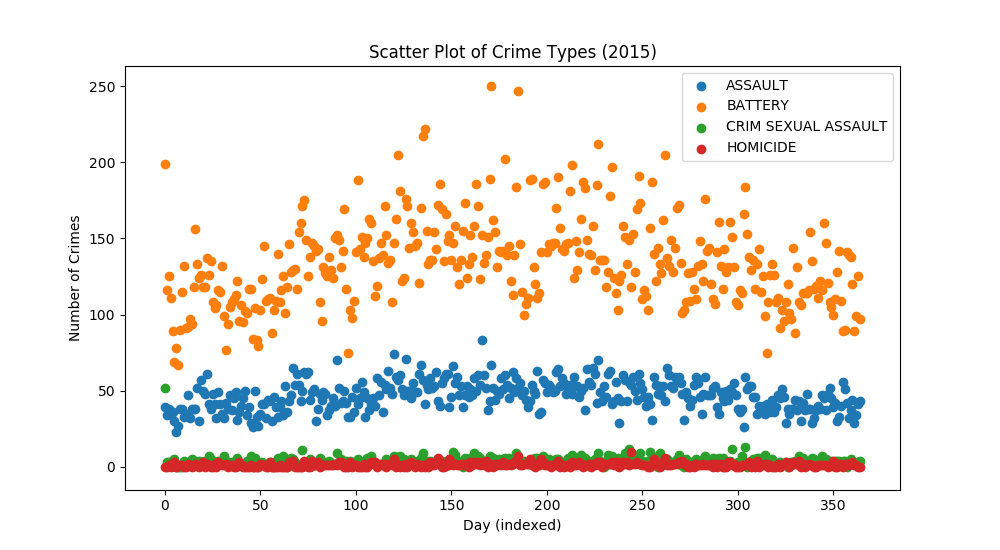 Scatter Plot of Crime Types (2015)
ASSAULT
BATTERY
CRIM SEXUAL ASSAULT
HOMICIDE
250
200
150
100
50
0
Number of Crimes
0 50 100 150 200 250 300 350
Day (indexed)